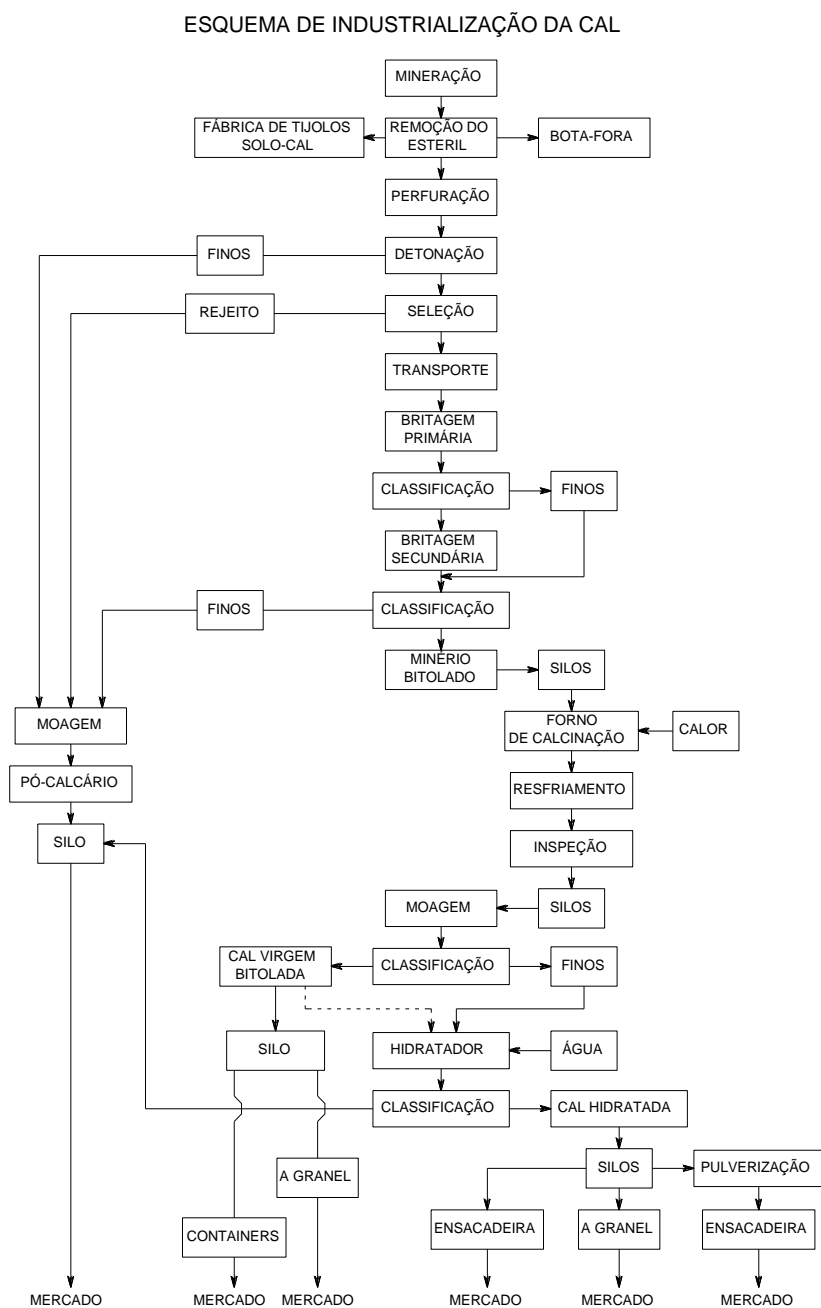 ESQUEMA DE INDUSTRIALIZAÇÃO DA CAL
MINERAÇÃO
FÁBRICA DE TIJOLOS
SOLO-CAL
REMOÇÃO DO
ESTERIL
BOTA-FORA
PERFURAÇÃO
FINOS
DETONAÇÃO
REJEITO
SELEÇÃO
TRANSPORTE
BRITAGEM
PRIMÁRIA
CLASSIFICAÇÃO
FINOS
BRITAGEM
SECUNDÁRIA
FINOS
CLASSIFICAÇÃO
MINÉRIO
BITOLADO
SILOS
MOAGEM
FORNO
DE CALCINAÇÃO
CALOR
PÓ-CALCÁRIO
RESFRIAMENTO
SILO
INSPEÇÃO
MOAGEM
SILOS
CAL VIRGEM
BITOLADA
CLASSIFICAÇÃO
FINOS
SILO
HIDRATADOR
ÁGUA
CLASSIFICAÇÃO
CAL HIDRATADA
A GRANEL
SILOS
PULVERIZAÇÃO
CONTAINERS
ENSACADEIRA
A GRANEL
ENSACADEIRA
MERCADO
MERCADO
MERCADO
MERCADO
MERCADO
MERCADO